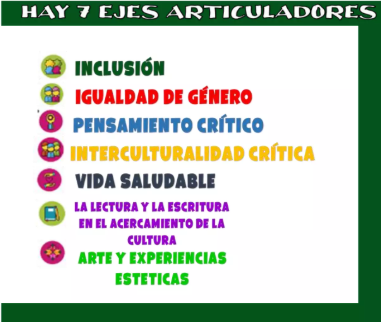 HAY 7 EJES ARTICULADORES
INCLUSIÓN
IGUALDAD DE GÉNERO
PENSAMIENTO CRÍTICO
INTERCULTURALIDAD CRÍTICA
VIDA SALUDABLE
LA LECTURA Y LA ESCRITURA
EN EL ACERCAMIENTO DE LA
CULTURA
ARTE Y EXPERIENCIAS
ESTETICAS